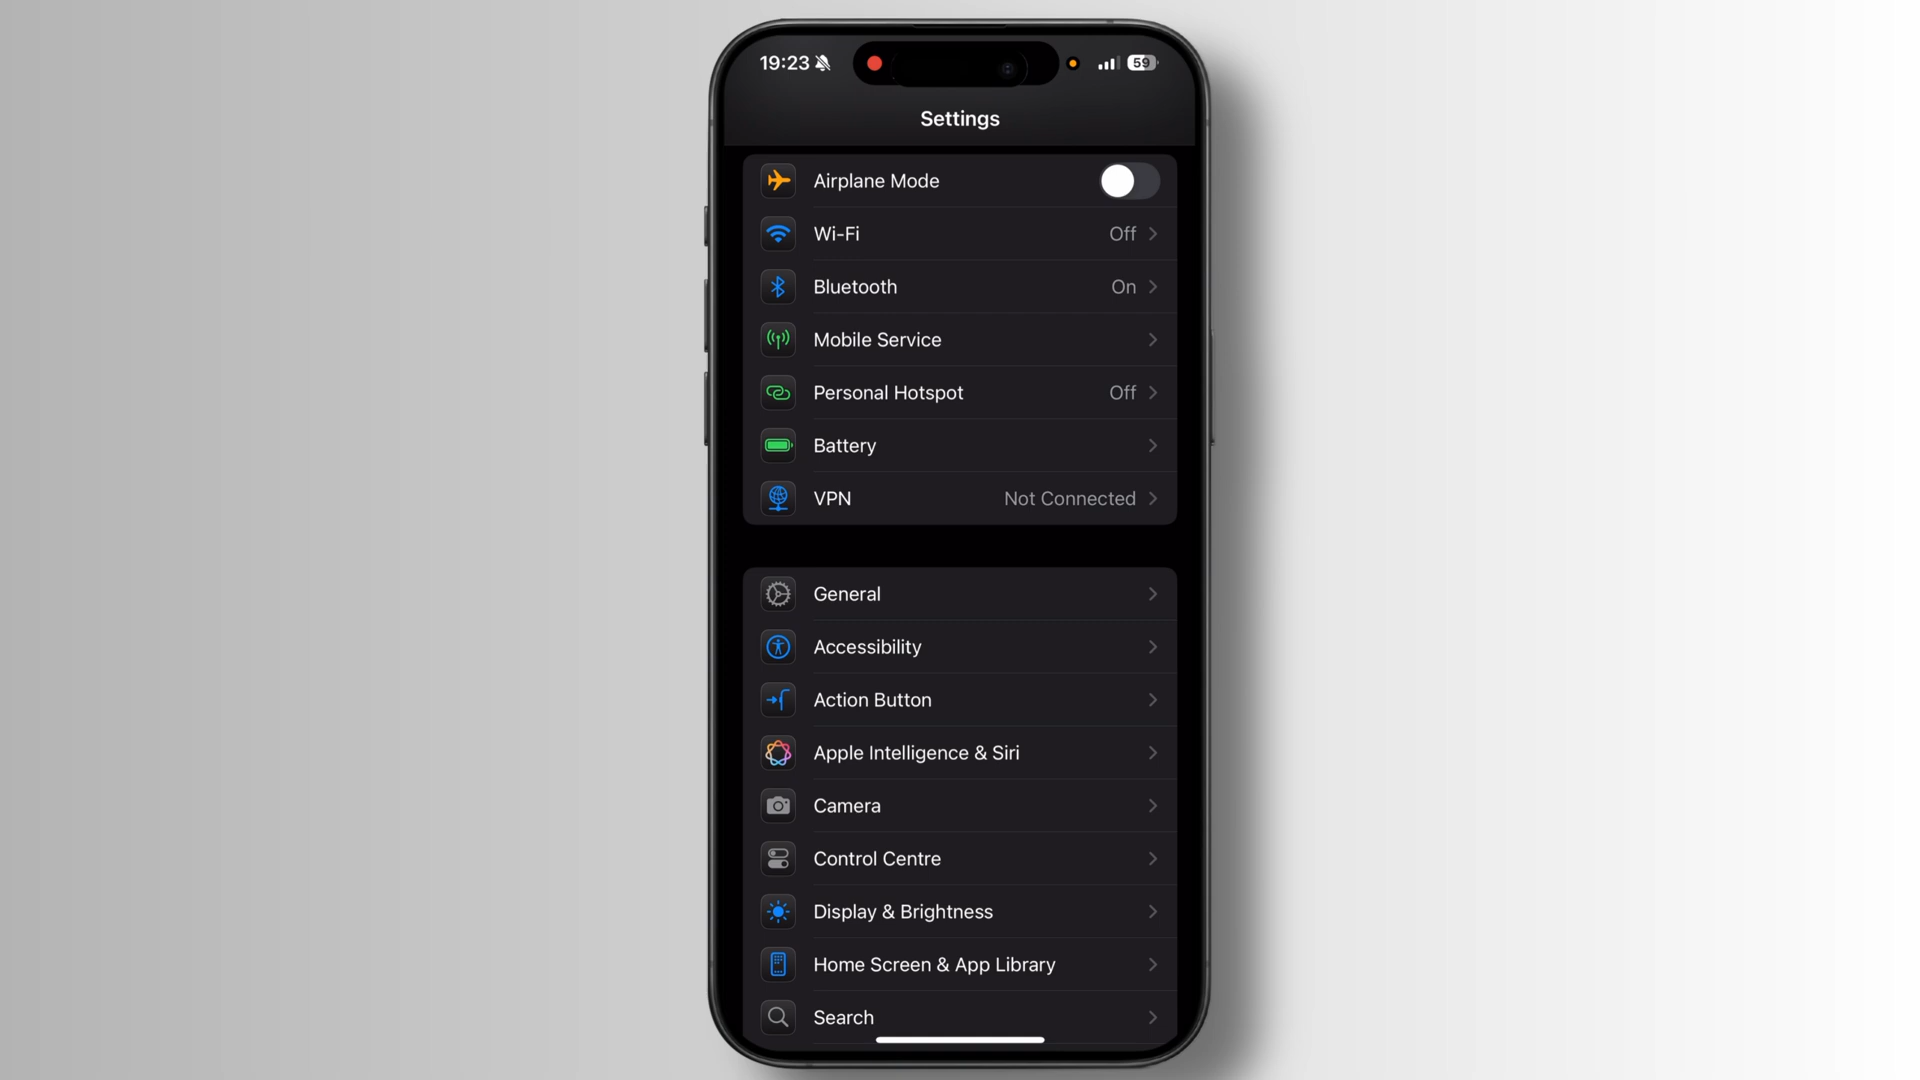 19:23
59
Settings
Airplane Mode
Wi-Fi Off
Bluetooth On
Mobile Service
Personal Hotspot Off
Battery
VPN Not Connected
General
Accessibility
Action Button
Apple Intelligence & Siri
Camera
Control Centre
Display & Brightness
Home Screen & App Library
Search